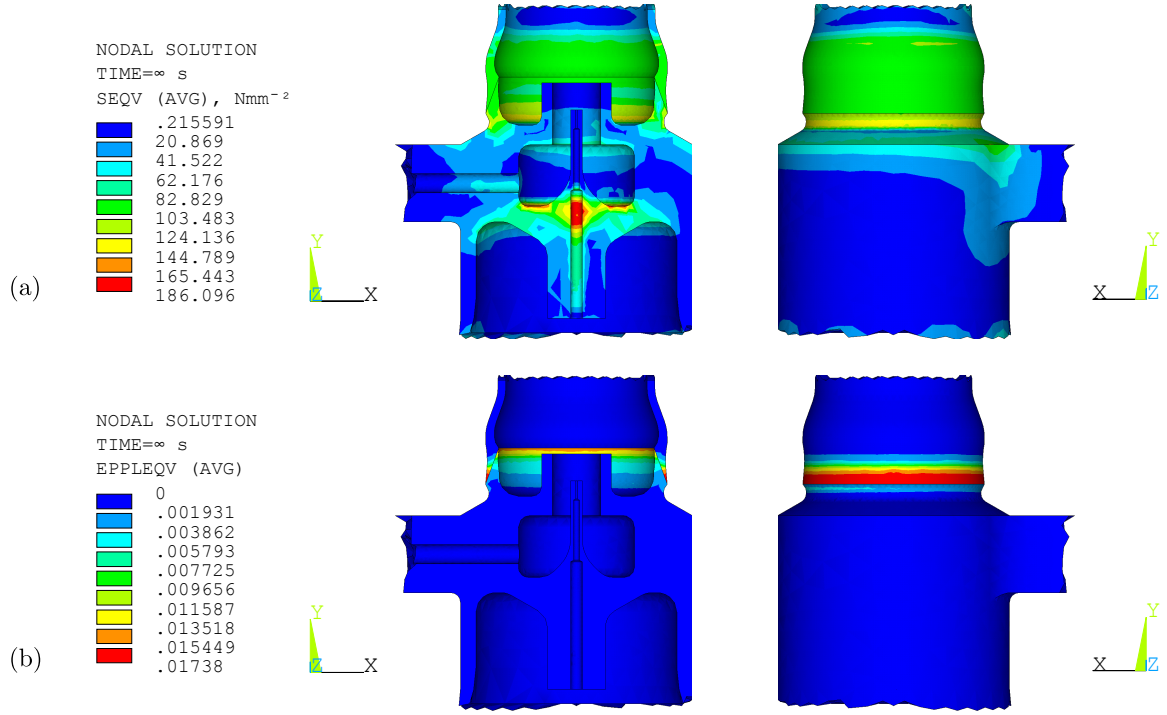 (a)
NODAL SOLUTION
TIME=∞ s
SEQV (AVG), Nmm⁻²
.215591
20.869
41.522
62.176
82.829
103.483
124.136
144.789
165.443
186.096
Y
Z X
Y
X Z
(b)
NODAL SOLUTION
TIME=∞ s
EPPLEQV (AVG)
0
.001931
.003862
.005793
.007725
.009656
.011587
.013518
.015449
.01738
Y
Z X
Y
X Z